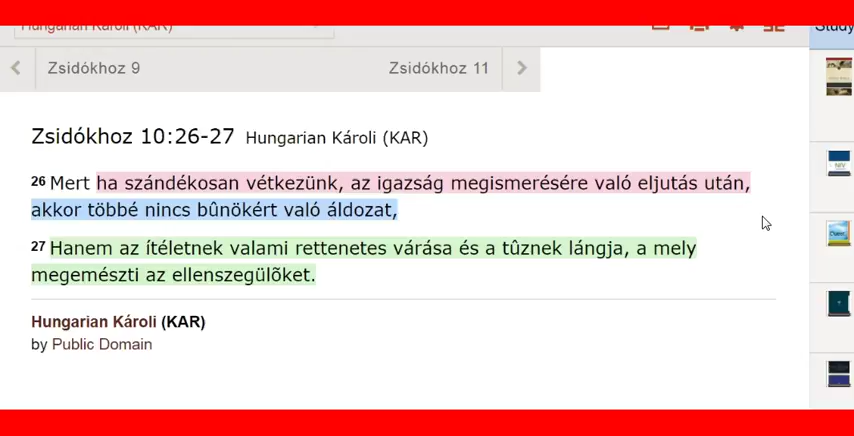 Hungarian Károli (KAR)
Study
Zsidókhoz 9
Zsidókhoz 11
Zsidókhoz 10:26-27 Hungarian Károli (KAR)
26 Mert ha szándékosan vétkezünk, az igazság megismerésére való eljutás után,
akkor többé nincs bûnökért való áldozat,
27 Hanem az ítéletnek valami rettenetes várása és a tûznek lángja, a mely
megemészti az ellenszegülõket.
Hungarian Károli (KAR)
by Public Domain